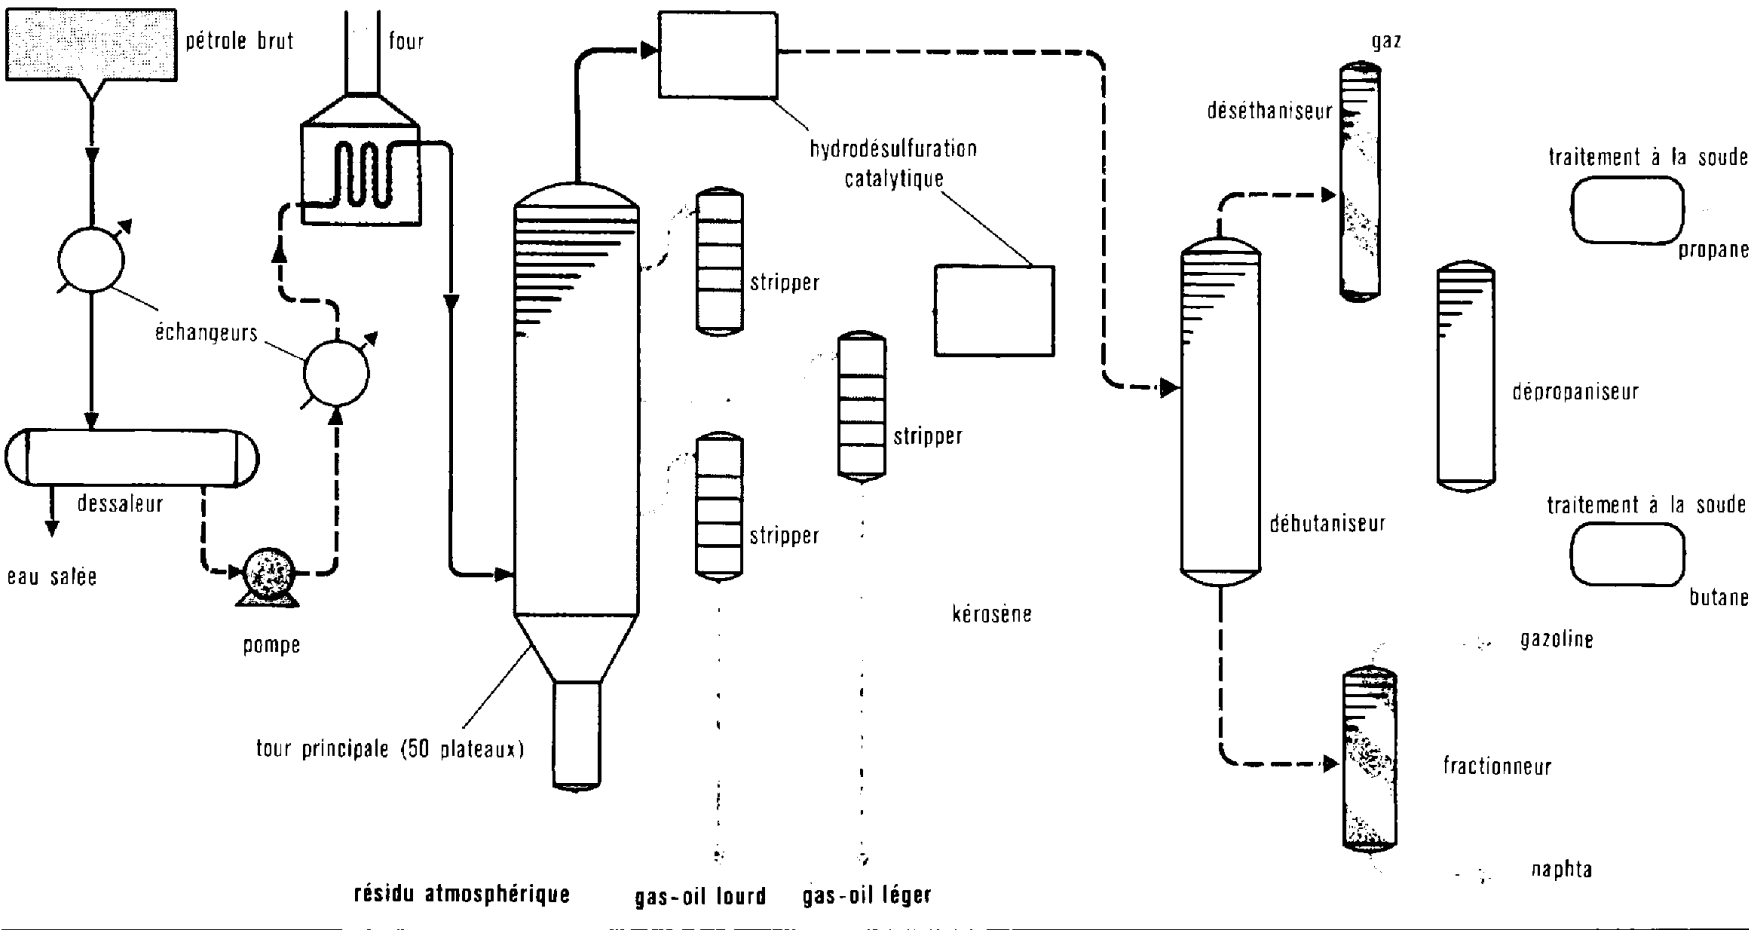 pétrole brut
four
gaz
déséthaniseur
hydrodésulfuration
catalytique
traitement à la soude
propane
stripper
échangeurs
dépropaniseur
stripper
dessaleur
stripper
débutaniseur
traitement à la soude
eau salée
butane
kérosène
gazoline
pompe
tour principale (50 plateaux)
fractionneur
naphta
résidu atmosphérique
gas-oil lourd
gas-oil léger